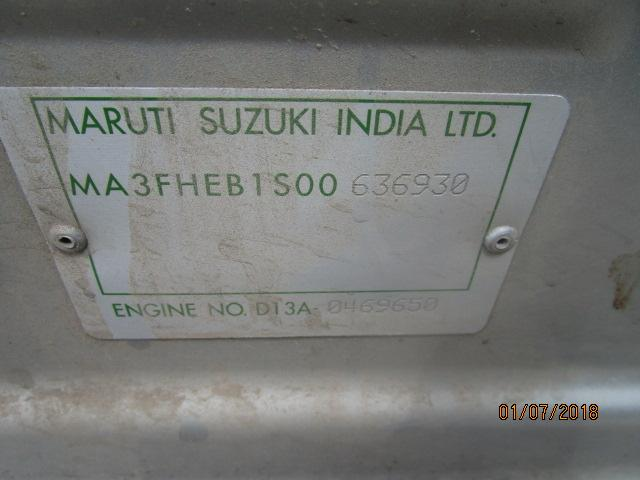 MARUTI SUZUKI INDIA LTD.
MA3FHEB1S00 636930
ENGINE NO. D13A- 0469650
01/07/2018